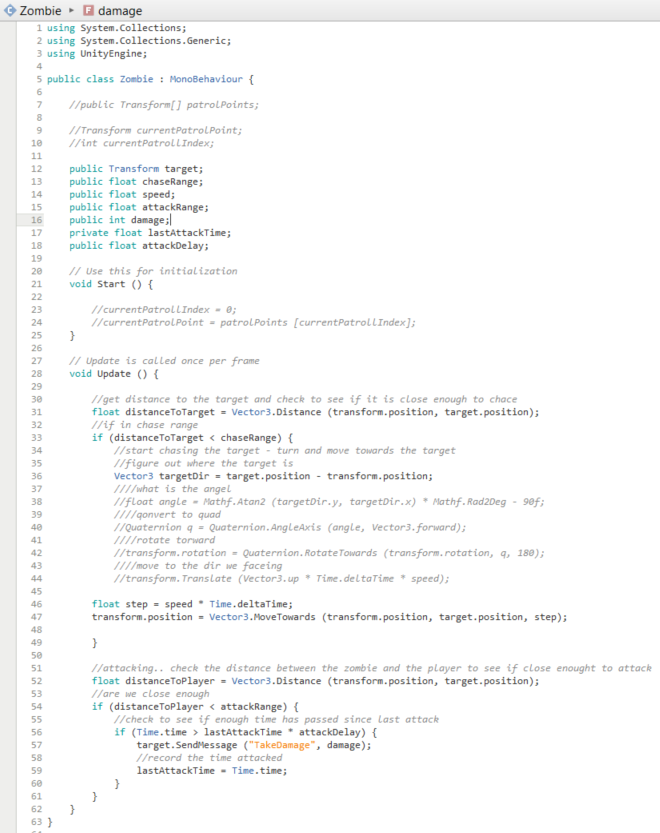 Zombie ▸ F damage
1 using System.Collections;
2 using System.Collections.Generic;
3 using UnityEngine;
4
5 public class Zombie : MonoBehaviour {
6
7 //public Transform[] patrolPoints;
8
9 //Transform currentPatrolPoint;
10 //int currentPatrollIndex;
11
12 public Transform target;
13 public float chaseRange;
14 public float speed;
15 public float attackRange;
16 public int damage;
17 private float lastAttackTime;
18 public float attackDelay;
19
20 // Use this for initialization
21 void Start () {
22
23 //currentPatrollIndex = 0;
24 //currentPatrolPoint = patrolPoints [currentPatrollIndex];
25 }
26
27 // Update is called once per frame
28 void Update () {
29
30 //get distance to the target and check to see if it is close enough to chace
31 float distanceToTarget = Vector3.Distance (transform.position, target.position);
32 //if in chase range
33 if (distanceToTarget < chaseRange) {
34 //start chasing the target - turn and move towards the target
35 //figure out where the target is
36 Vector3 targetDir = target.position - transform.position;
37 ////what is the angel
38 //float angle = Mathf.Atan2 (targetDir.y, targetDir.x) * Mathf.Rad2Deg - 90f;
39 ////qonvert to quad
40 //Quaternion q = Quaternion.AngleAxis (angle, Vector3.forward);
41 ////rotate torward
42 //transform.rotation = Quaternion.RotateTowards (transform.rotation, q, 180);
43 ////move to the dir we faceing
44 //transform.Translate (Vector3.up * Time.deltaTime * speed);
45
46 float step = speed * Time.deltaTime;
47 transform.position = Vector3.MoveTowards (transform.position, target.position, step);
48
49 }
50
51 //attacking.. check the distance between the zombie and the player to see if close enought to attack
52 float distanceToPlayer = Vector3.Distance (transform.position, target.position);
53 //are we close enough
54 if (distanceToPlayer < attackRange) {
55 //check to see if enough time has passed since last attack
56 if (Time.time > lastAttackTime * attackDelay) {
57 target.SendMessage ("TakeDamage", damage);
58 //record the time attacked
59 lastAttackTime = Time.time;
60 }
61 }
62 }
63 }